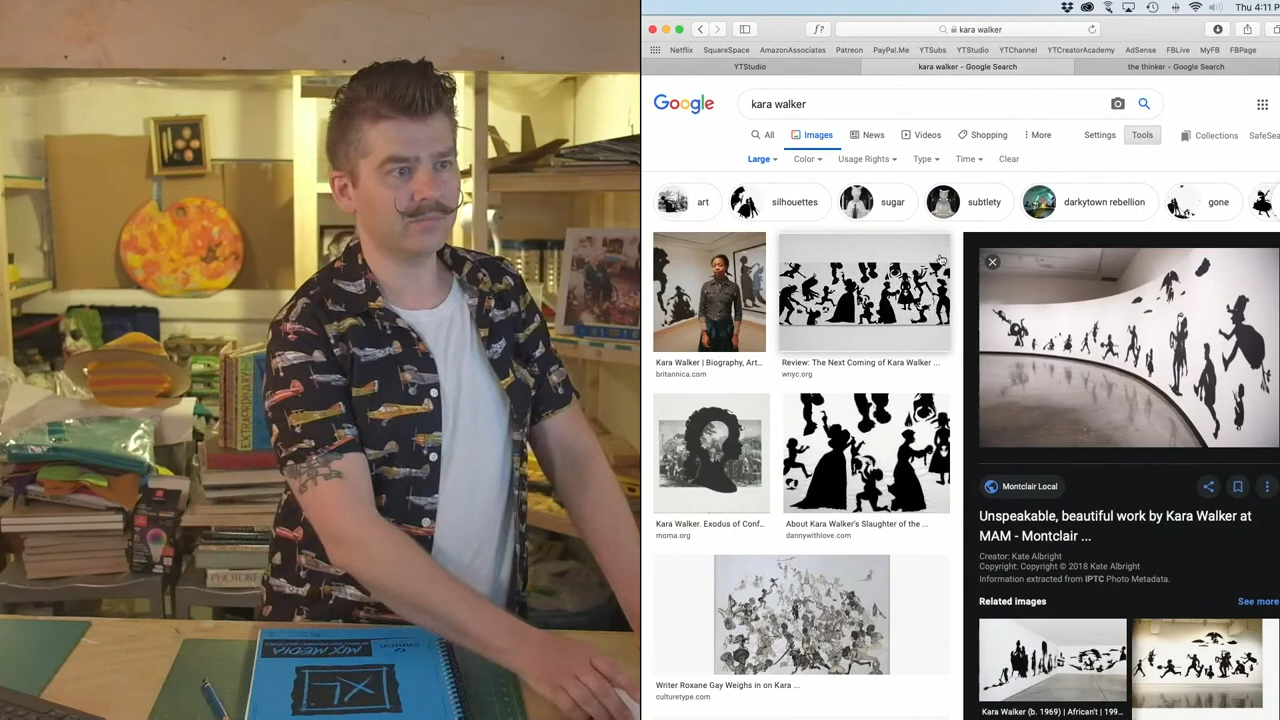 Thu 4:11 P
kara walker
Netflix SquareSpace AmazonAssociates Patreon PayPal.Me YTSubs YTStudio YTChannel YTCreatorAcademy AdSense FBLive MyFB FBPage
YTStudio
kara walker - Google Search
the thinker - Google Search
Google
kara walker
All Images News Videos Shopping More Settings Tools Collections SafeSea
Large Color Usage Rights Type Time Clear
art silhouettes sugar subtlety darkytown rebellion gone
Kara Walker | Biography, Art...
britannica.com
Review: The Next Coming of Kara Walker ...
wnyc.org
Kara Walker. Exodus of Conf...
moma.org
About Kara Walker's Slaughter of the ...
dannywithlove.com
Writer Roxane Gay Weighs in on Kara ...
culturetype.com
Montclair Local
Unspeakable, beautiful work by Kara Walker at
MAM - Montclair ...
Creator: Kate Albright
Copyright: Copyright © 2018 Kate Albright
Information extracted from IPTC Photo Metadata.
Related images
See more
Kara Walker (b. 1969) | African't | 199...
EXTRAORDINARY
MIX MEDIA
XL